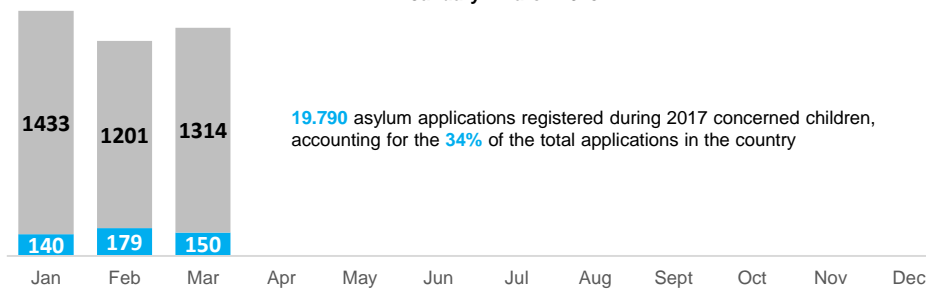 1433
1201
1314
19.790 asylum applications registered during 2017 concerned children,
accounting for the 34% of the total applications in the country
140
179
150
Jan
Feb
Mar
Apr
May
Jun
Jul
Aug
Sept
Oct
Nov
Dec